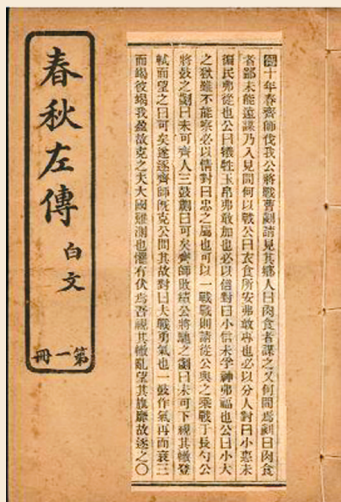 傳十年春齊師伐我公將戰曹劌請見其鄉人曰肉食者謀之又何間焉劌曰肉食
者鄙未能遠謀乃入見問何以戰公曰衣食所安弗敢專也必以分人對曰小惠未
徧民弗從也公曰犧牲玉帛弗敢加也必以信對曰小信未孚神弗福也公曰小大
之獄雖不能察必以情對曰忠之屬也可以一戰戰則請從公與之乘戰于長勺公
將鼓之劌曰未可齊人三鼓劌曰可矣齊師敗績公將馳之劌曰未可下視其轍登
軾而望之曰可矣遂逐齊師既克公問其故對曰夫戰勇氣也一鼓作氣再而衰三
而竭彼竭我盈故克之夫大國難測也懼有伏焉吾視其轍亂望其旗靡故逐之〇
春秋左傳
白文
第一冊